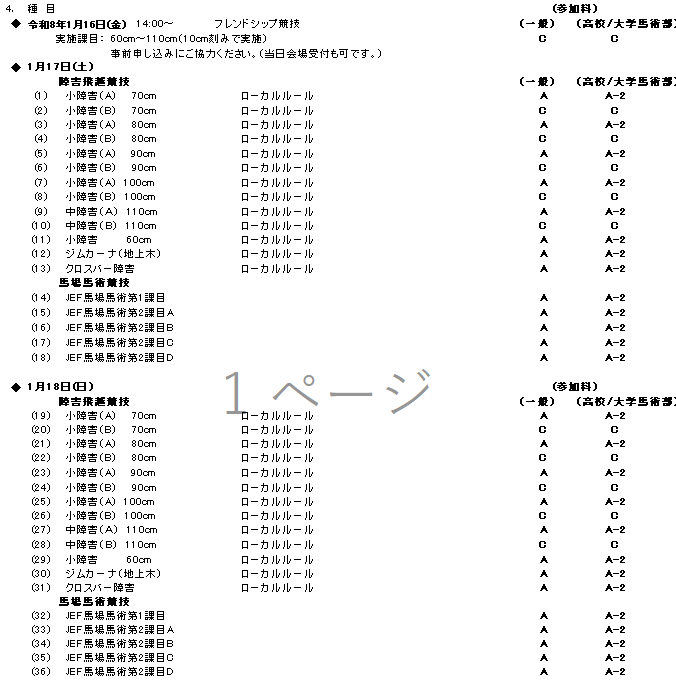 4. 種 目 (参加料)
◆ 令和8年1月16日(金) 14:00～ フレンドシップ競技 (一般) (高校/大学馬術部)
実施課目: 60cm～110cm(10cm刻みで実施) C C
事前申し込みにご協力ください。(当日会場受付も可です。)
◆ 1月17日(土)
障害飛越競技 (一般) (高校/大学馬術部)
(1) 小障害(A) 70cm ローカルルール A A-2
(2) 小障害(B) 70cm ローカルルール C C
(3) 小障害(A) 80cm ローカルルール A A-2
(4) 小障害(B) 80cm ローカルルール C C
(5) 小障害(A) 90cm ローカルルール A A-2
(6) 小障害(B) 90cm ローカルルール C C
(7) 小障害(A) 100cm ローカルルール A A-2
(8) 小障害(B) 100cm ローカルルール C C
(9) 中障害(A) 110cm ローカルルール A A-2
(10) 中障害(B) 110cm ローカルルール C C
(11) 小障害 60cm ローカルルール A A-2
(12) ジムカーナ(地上木) ローカルルール A A-2
(13) クロスバー障害 ローカルルール A A-2
馬場馬術競技
(14) JEF馬場馬術第1課目 A A-2
(15) JEF馬場馬術第2課目A A A-2
(16) JEF馬場馬術第2課目B A A-2
(17) JEF馬場馬術第2課目C A A-2
(18) JEF馬場馬術第2課目D A A-2
1 ページ
◆ 1月18日(日) (参加料)
障害飛越競技 (一般) (高校/大学馬術部)
(19) 小障害(A) 70cm ローカルルール A A-2
(20) 小障害(B) 70cm ローカルルール C C
(21) 小障害(A) 80cm ローカルルール A A-2
(22) 小障害(B) 80cm ローカルルール C C
(23) 小障害(A) 90cm ローカルルール A A-2
(24) 小障害(B) 90cm ローカルルール C C
(25) 小障害(A) 100cm ローカルルール A A-2
(26) 小障害(B) 100cm ローカルルール C C
(27) 中障害(A) 110cm ローカルルール A A-2
(28) 中障害(B) 110cm ローカルルール C C
(29) 小障害 60cm ローカルルール A A-2
(30) ジムカーナ(地上木) ローカルルール A A-2
(31) クロスバー障害 ローカルルール A A-2
馬場馬術競技
(32) JEF馬場馬術第1課目 A A-2
(33) JEF馬場馬術第2課目A A A-2
(34) JEF馬場馬術第2課目B A A-2
(35) JEF馬場馬術第2課目C A A-2
(36) JEF馬場馬術第2課目D A A-2